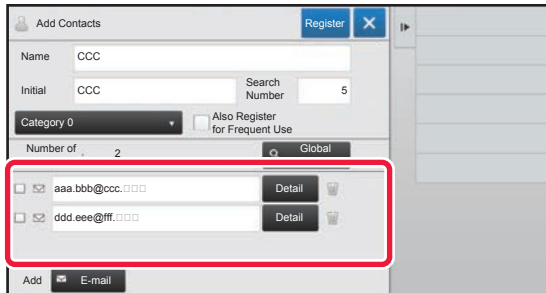 Add Contacts Register
Name CCC
Initial CCC Search Number 5
Category 0 Also Register for Frequent Use
Number of 2 Global
aaa.bbb@ccc.□□□ Detail
ddd.eee@fff.□□□ Detail
Add E-mail